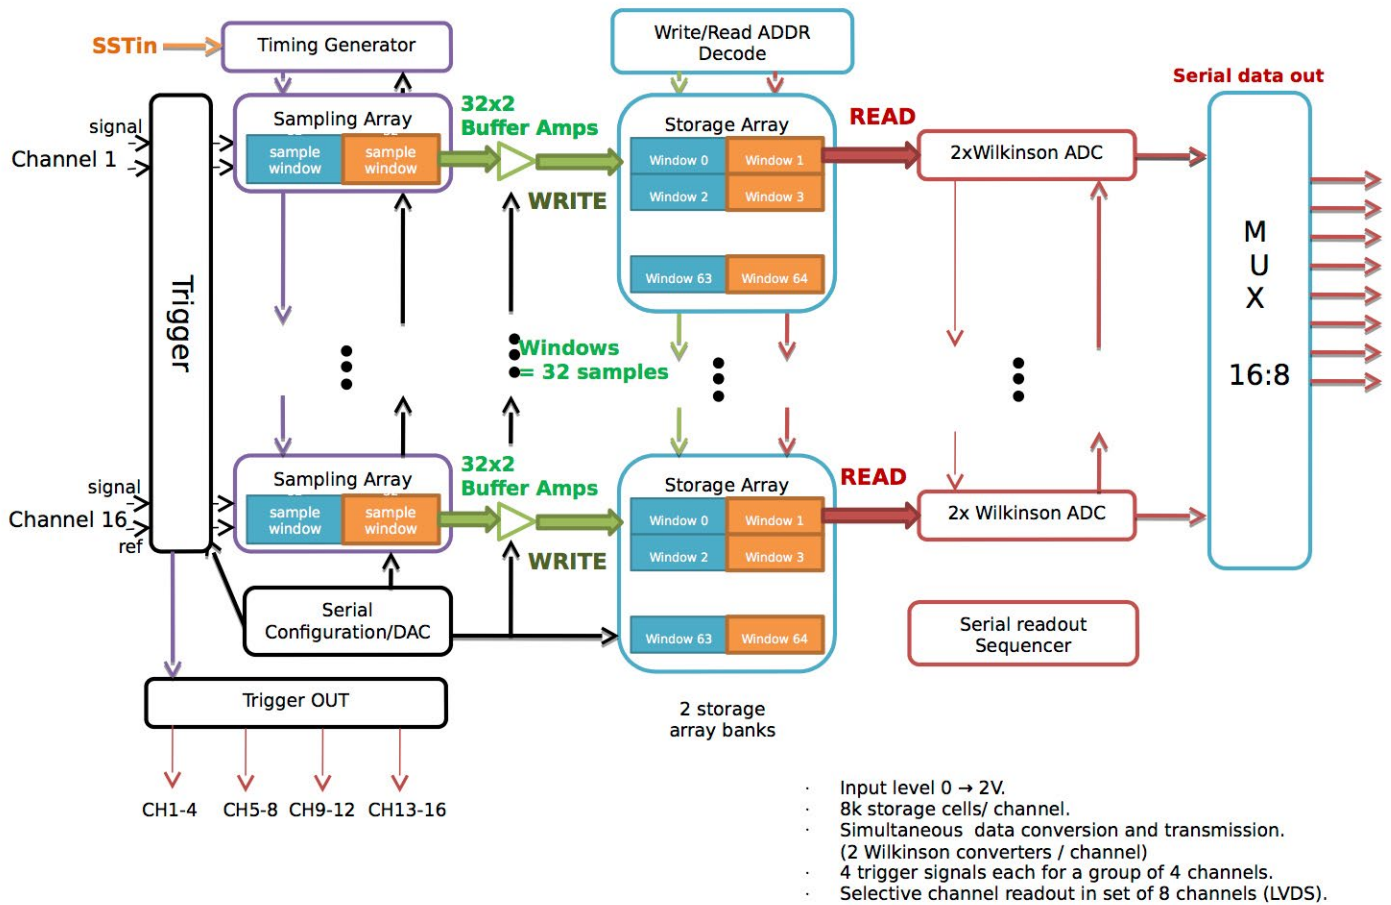 SSTin
Timing Generator
Write/Read ADDR
Decode
Serial data out
signal
Channel 1
Sampling Array
32
32
sample
window
sample
window
32x2
Buffer Amps
WRITE
Storage Array
Window 0
Window 1
Window 2
Window 3
Window 63
Window 64
READ
2xWilkinson ADC
M
U
X
16:8
Trigger
Windows
= 32 samples
signal
Channel 16
ref
Sampling Array
32
32
sample
window
sample
window
32x2
Buffer Amps
WRITE
Storage Array
Window 0
Window 1
Window 2
Window 3
Window 63
Window 64
READ
2x Wilkinson ADC
Serial
Configuration/DAC
Serial readout
Sequencer
Trigger OUT
2 storage
array banks
CH1-4
CH5-8
CH9-12
CH13-16
· Input level 0 → 2V.
· 8k storage cells/ channel.
· Simultaneous data conversion and transmission.
(2 Wilkinson converters / channel)
· 4 trigger signals each for a group of 4 channels.
· Selective channel readout in set of 8 channels (LVDS).